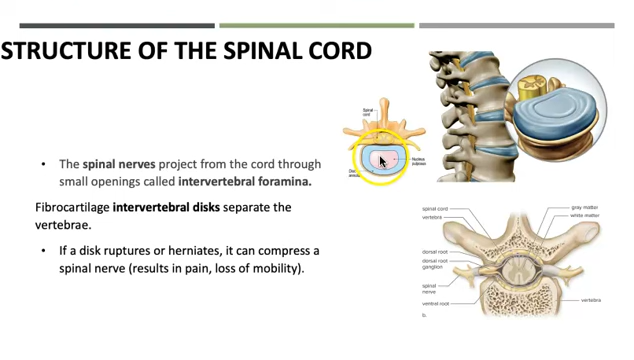 STRUCTURE OF THE SPINAL CORD
Spinal
cord
Nucleus
pulposus
• The spinal nerves project from the cord through
small openings called intervertebral foramina.
Fibrocartilage intervertebral disks separate the
vertebrae.
• If a disk ruptures or herniates, it can compress a
spinal nerve (results in pain, loss of mobility).
spinal cord
vertebra
dorsal root
dorsal root
ganglion
spinal
nerve
ventral root
b.
gray matter
white matter
vertebra